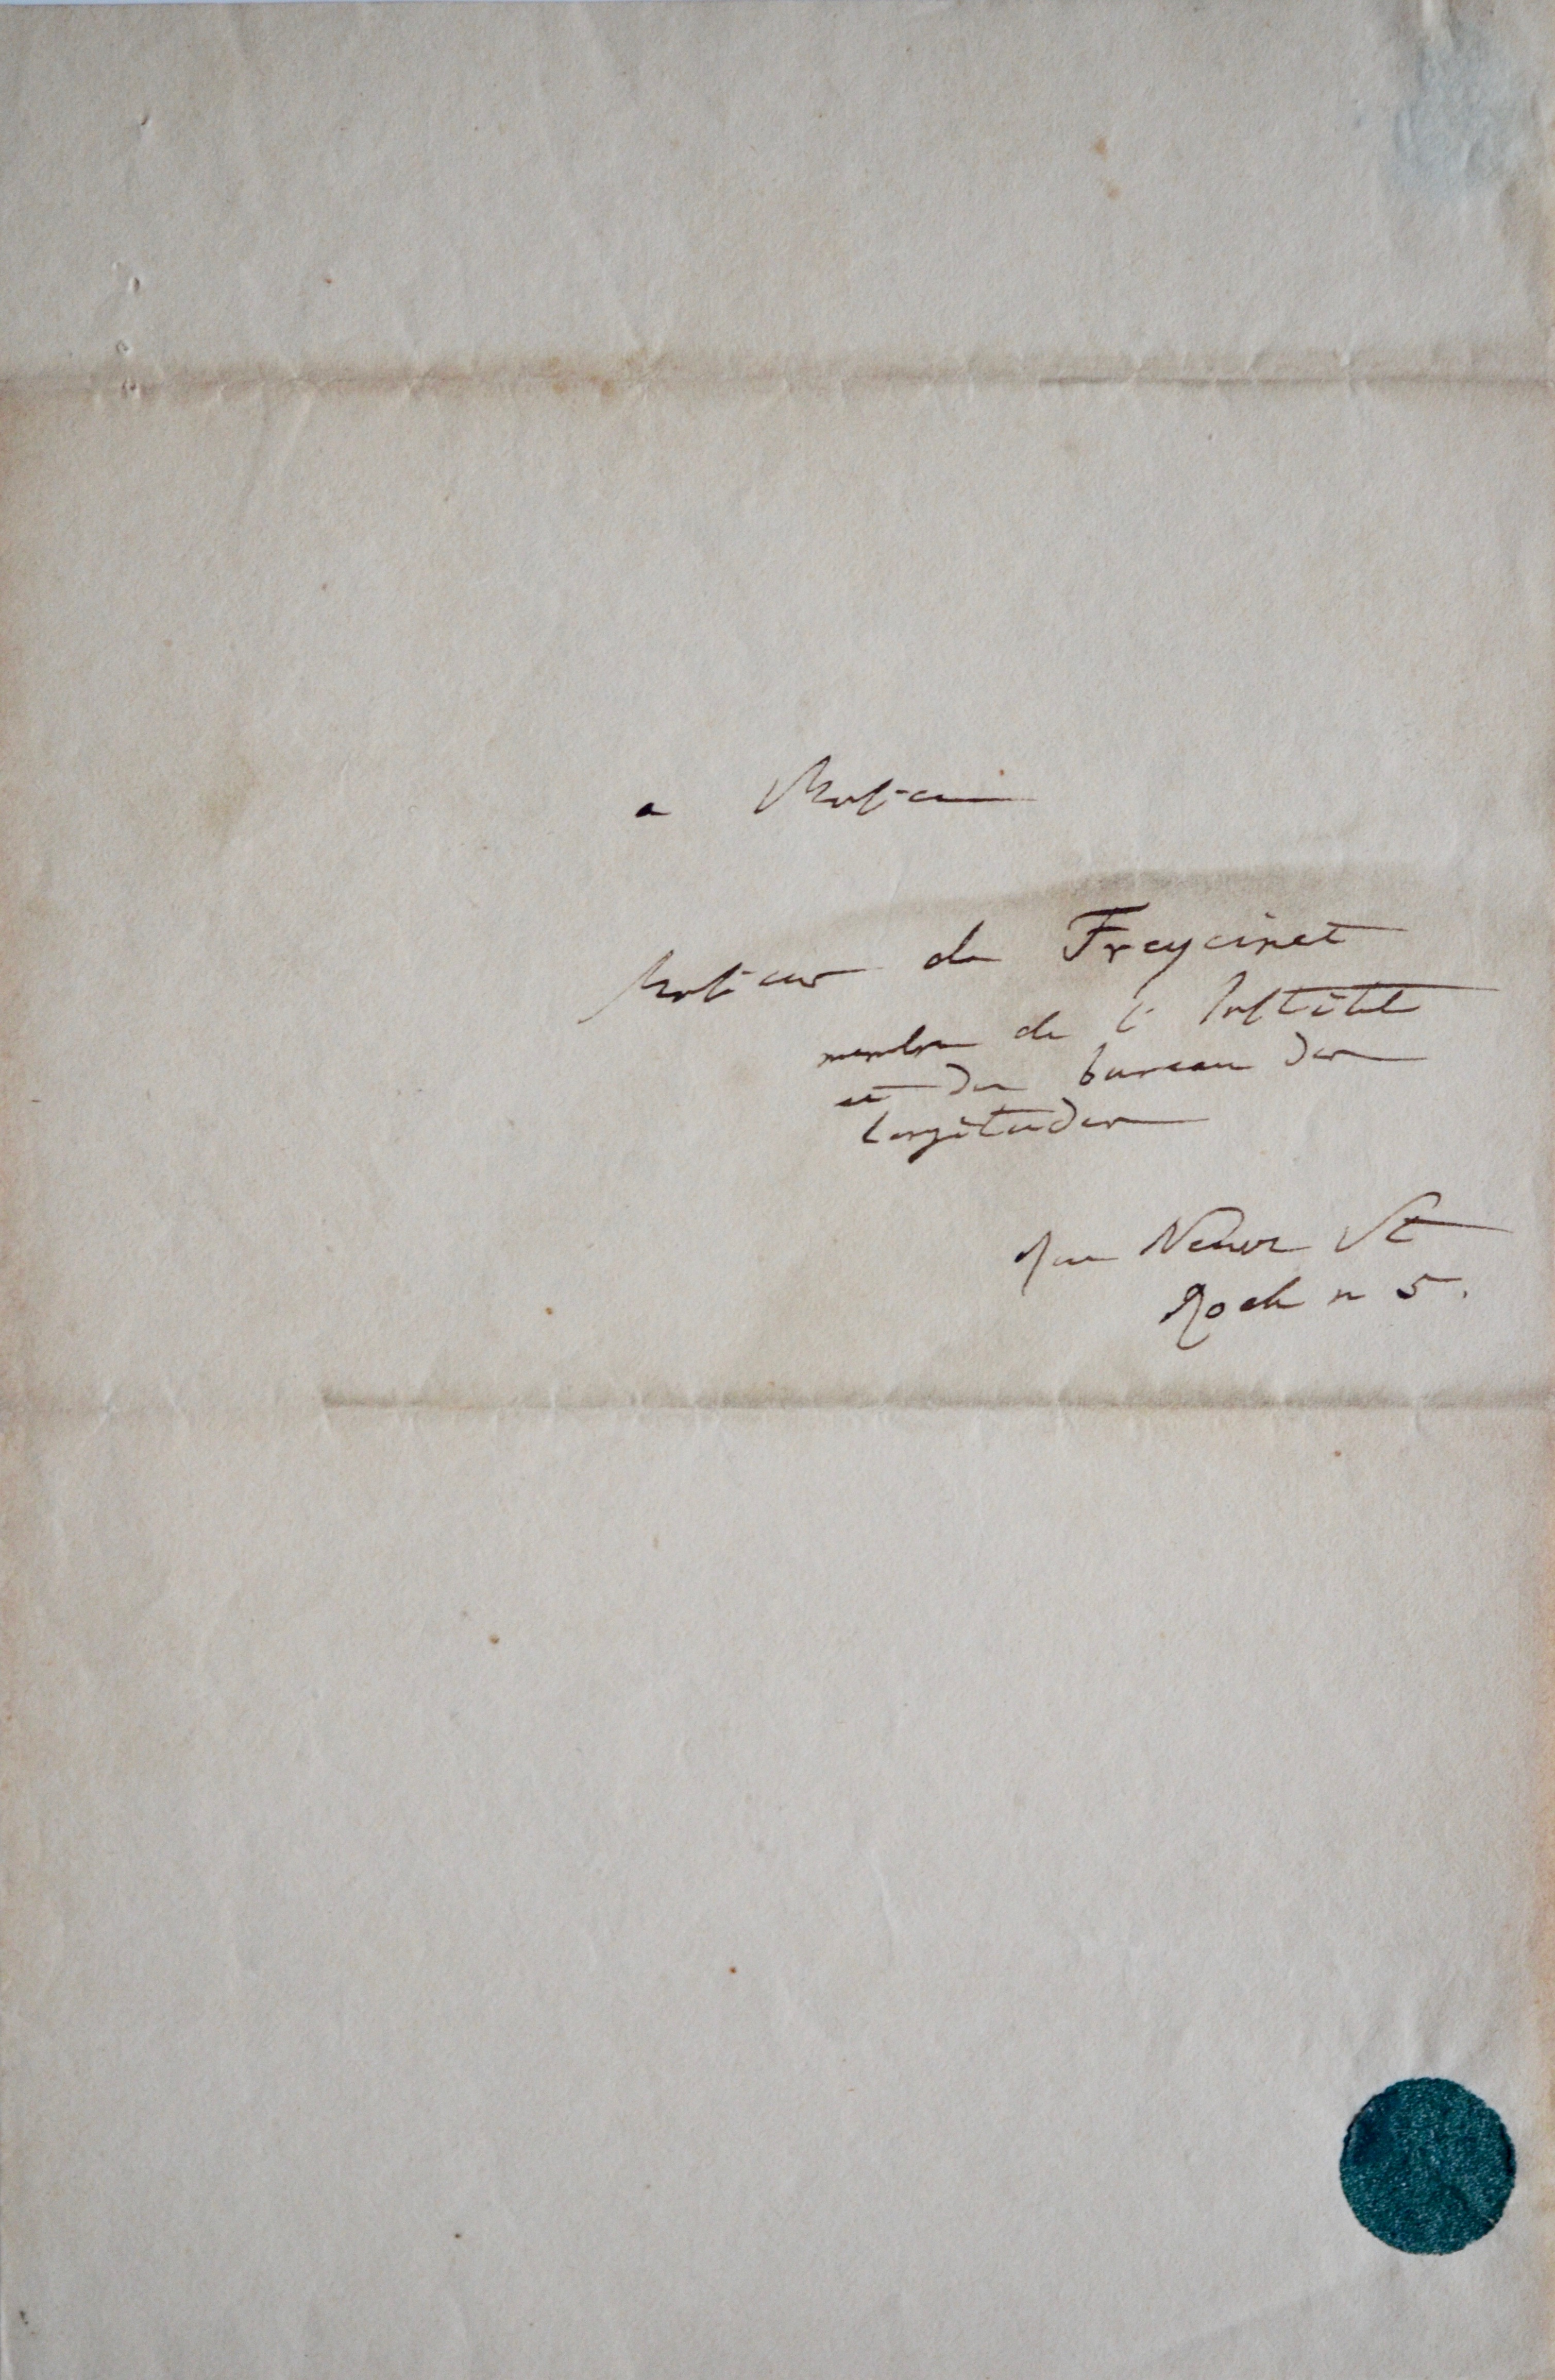 a Monsieur
Monsieur de Freycinet
membre de l'Institut
et du bureau des
Longitudes
Rue Neuve St
Roch n 5.